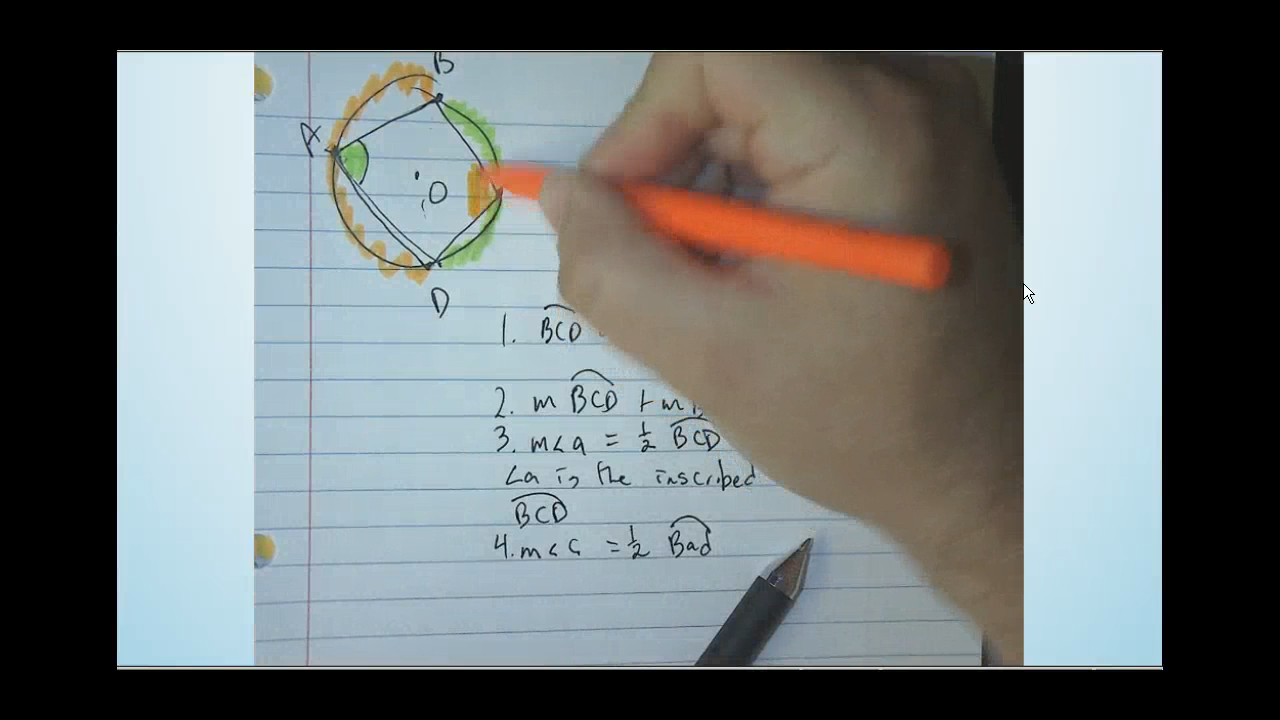 B
A
O
D
1. BCD
2. m BCD + m B
3. m<a = 1/2 BCD
<a is the inscribed
BCD
4. m<c = 1/2 Bad